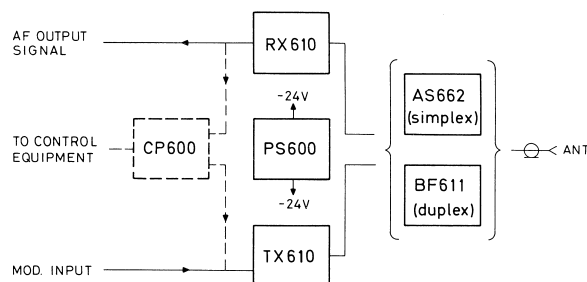 AF OUTPUT
SIGNAL
RX610
-24V
AS662
(simplex)
TO CONTROL
EQUIPMENT
CP600
PS600
ANT
BF611
(duplex)
-24V
MOD. INPUT
TX610